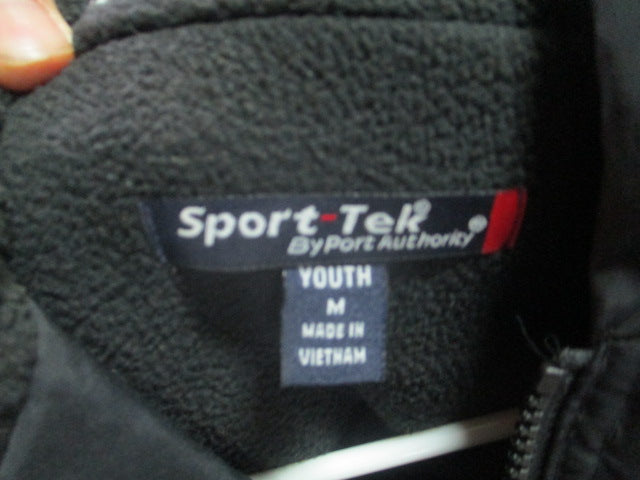 Sport-Tek®
By Port Authority®
YOUTH
M
MADE IN
VIETNAM